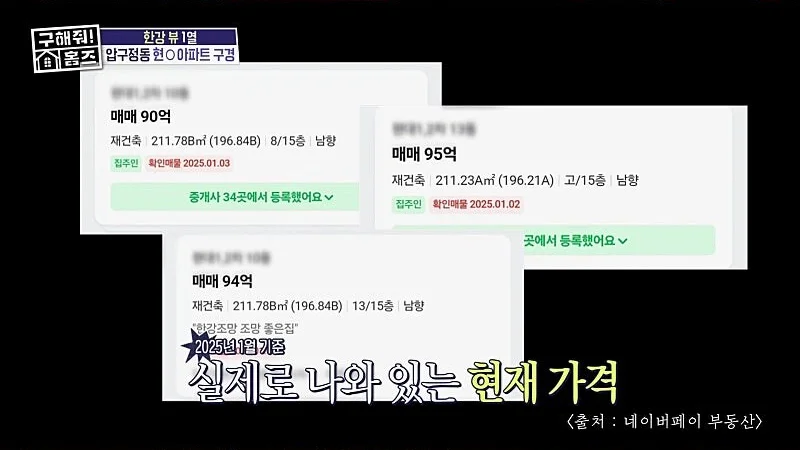 구해줘!
홈즈
한강 뷰 1열
압구정동 현○아파트 구경
매매 90억
재건축 211.78B㎡ (196.84B) 8/15층 남향
집주인 확인매물 2025.01.03
중개사 34곳에서 등록했어요
매매 95억
재건축 211.23A㎡ (196.21A) 고/15층 남향
집주인 확인매물 2025.01.02
곳에서 등록했어요
매매 94억
재건축 211.78B㎡ (196.84B) 13/15층 남향
"한강조망 조망 좋은집"
2025년 1월 기준
실제로 나와 있는 현재 가격
〈출처 : 네이버페이 부동산〉